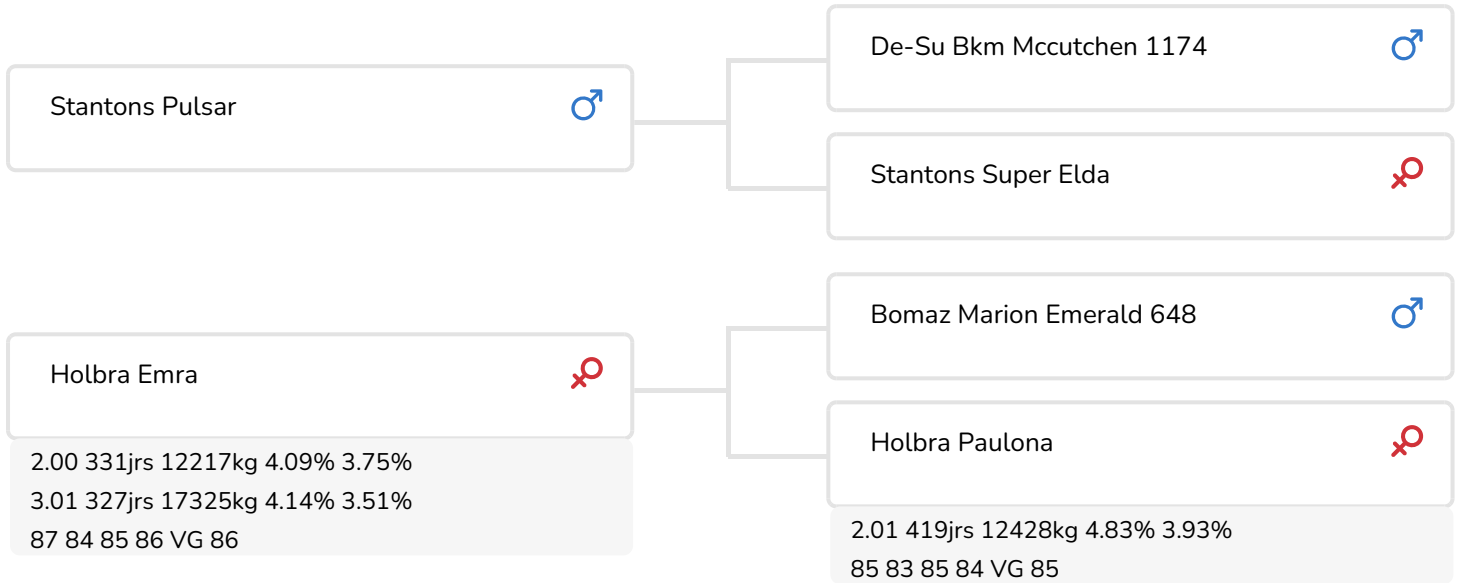 Stantons Pulsar
De-Su Bkm Mccutchen 1174
Stantons Super Elda
Holbra Emra
2.00 331jrs 12217kg 4.09% 3.75%
3.01 327jrs 17325kg 4.14% 3.51%
87 84 85 86 VG 86
Bomaz Marion Emerald 648
Holbra Paulona
2.01 419jrs 12428kg 4.83% 3.93%
85 83 85 84 VG 85